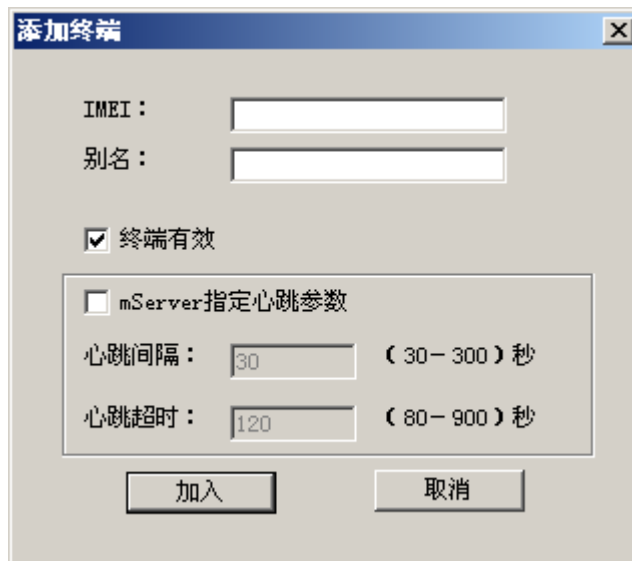 添加终端
IMEI：
别名：
终端有效
mServer指定心跳参数
心跳间隔： 30 （30－300）秒
心跳超时： 120 （80－900）秒
加入 取消